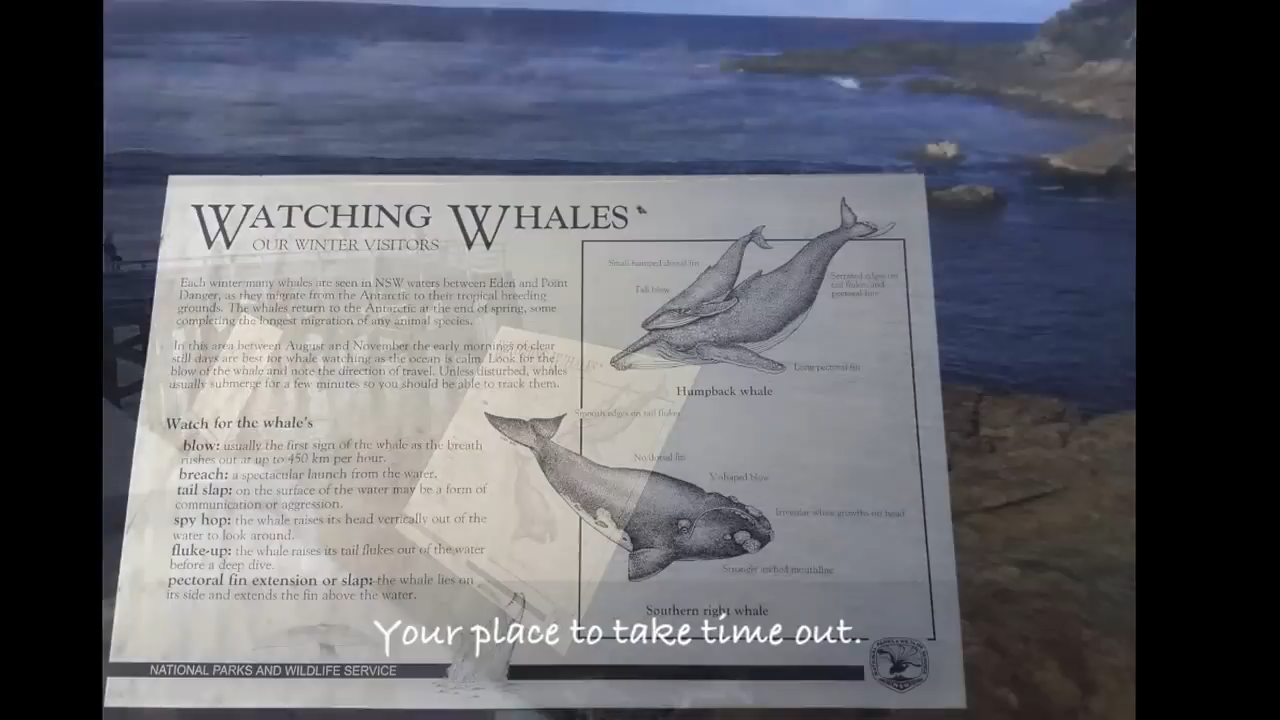 WATCHING WHALES
OUR WINTER VISITORS
Each winter many whales are seen in NSW waters between Eden and Point
Danger, as they migrate from the Antarctic to their tropical breeding
grounds. The whales return to the Antarctic at the end of spring, some
completing the longest migration of any animal species.
In this area between August and November the early mornings of clear
still days are best for whale watching as the ocean is calm. Look for the
blow of the whale and note the direction of travel. Unless disturbed, whales
usually submerge for a few minutes so you should be able to track them.
Watch for the whale's
blow: usually the first sign of the whale as the breath
rushes out at up to 450 km per hour.
breach: a spectacular launch from the water.
tail slap: on the surface of the water may be a form of
communication or aggression.
spy hop: the whale raises its head vertically out of the
water to look around.
fluke-up: the whale raises its tail flukes out of the water
before a deep dive.
pectoral fin extension or slap: the whale lies on
its side and extends the fin above the water.
Small humped dorsal fin
Tall blow
Serrated edges on
tail flukes and
pectoral fins
Long pectoral fin
Humpback whale
Smooth edges on tail flukes
No dorsal fin
V-shaped blow
Irregular white growths on head
Stronger arched mouthline
Southern right whale
Your place to take time out.
NATIONAL PARKS AND WILDLIFE SERVICE